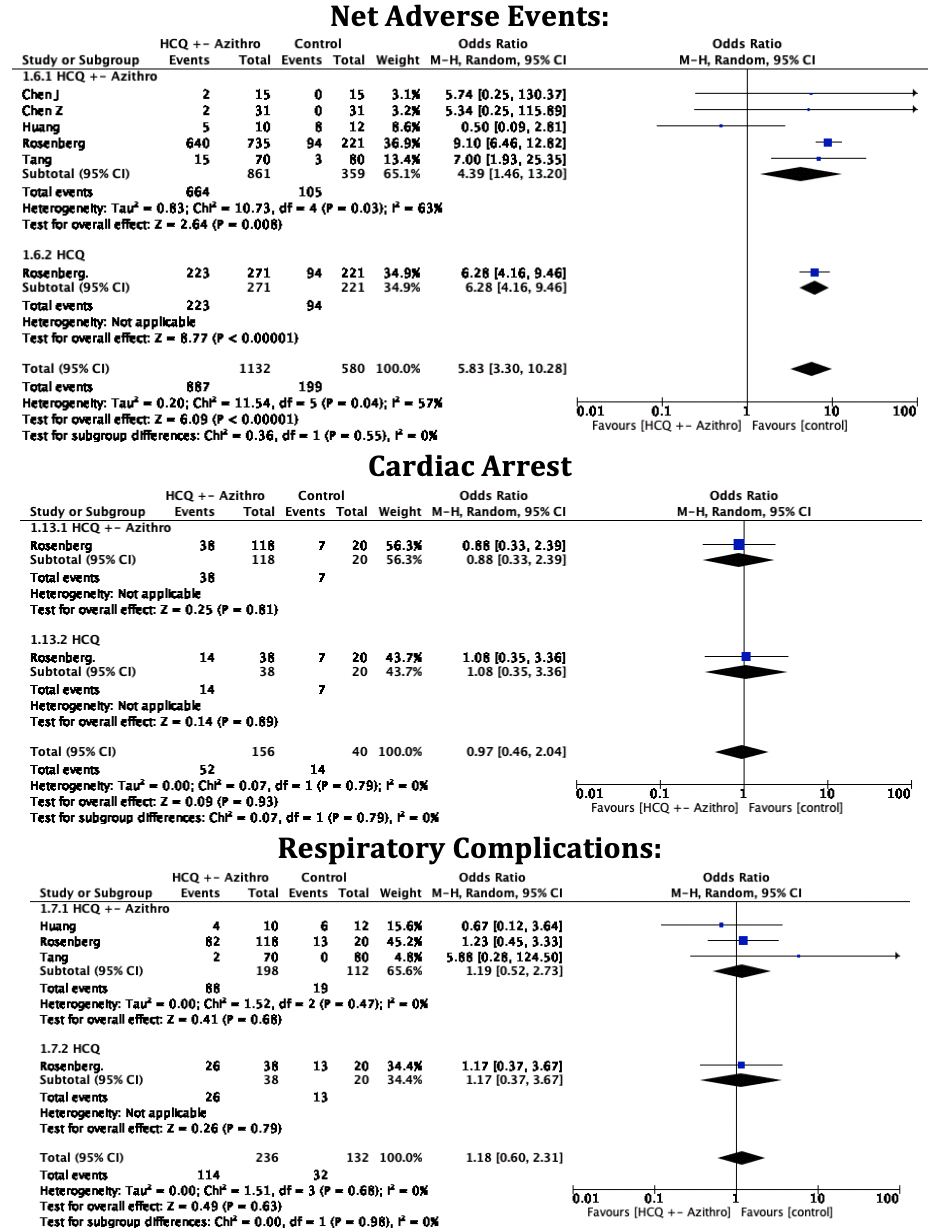 Net Adverse Events:
HCQ +- Azithro Control Odds Ratio Odds Ratio
Study or Subgroup Events Total Events Total Weight M-H, Random, 95% CI M-H, Random, 95% CI
1.6.1 HCQ +- Azithro
Chen J 2 15 0 15 3.1% 5.74 [0.25, 130.37]
Chen Z 2 31 0 31 3.2% 5.34 [0.25, 115.89]
Huang 5 10 8 12 8.6% 0.50 [0.09, 2.81]
Rosenberg 640 735 94 221 36.9% 9.10 [6.46, 12.82]
Tang 15 70 3 80 13.4% 7.00 [1.93, 25.35]
Subtotal (95% CI) 861 359 65.1% 4.39 [1.46, 13.20]
Total events 664 105
Heterogeneity: Tau² = 0.83; Chi² = 10.73, df = 4 (P = 0.03); I² = 63%
Test for overall effect: Z = 2.64 (P = 0.008)
1.6.2 HCQ
Rosenberg. 223 271 94 221 34.9% 6.28 [4.16, 9.46]
Subtotal (95% CI) 271 221 34.9% 6.28 [4.16, 9.46]
Total events 223 94
Heterogeneity: Not applicable
Test for overall effect: Z = 8.77 (P < 0.00001)
Total (95% CI) 1132 580 100.0% 5.83 [3.30, 10.28]
Total events 887 199
Heterogeneity: Tau² = 0.20; Chi² = 11.54, df = 5 (P = 0.04); I² = 57%
Test for overall effect: Z = 6.09 (P < 0.00001)
Test for subgroup differences: Chi² = 0.36, df = 1 (P = 0.55), I² = 0%
0.01 0.1 1 10 100
Favours [HCQ +- Azithro] Favours [control]
Cardiac Arrest
HCQ +- Azithro Control Odds Ratio Odds Ratio
Study or Subgroup Events Total Events Total Weight M-H, Random, 95% CI M-H, Random, 95% CI
1.13.1 HCQ +- Azithro
Rosenberg 38 118 7 20 56.3% 0.88 [0.33, 2.39]
Subtotal (95% CI) 118 20 56.3% 0.88 [0.33, 2.39]
Total events 38 7
Heterogeneity: Not applicable
Test for overall effect: Z = 0.25 (P = 0.81)
1.13.2 HCQ
Rosenberg. 14 38 7 20 43.7% 1.08 [0.35, 3.36]
Subtotal (95% CI) 38 20 43.7% 1.08 [0.35, 3.36]
Total events 14 7
Heterogeneity: Not applicable
Test for overall effect: Z = 0.14 (P = 0.89)
Total (95% CI) 156 40 100.0% 0.97 [0.46, 2.04]
Total events 52 14
Heterogeneity: Tau² = 0.00; Chi² = 0.07, df = 1 (P = 0.79); I² = 0%
Test for overall effect: Z = 0.09 (P = 0.93)
Test for subgroup differences: Chi² = 0.07, df = 1 (P = 0.79), I² = 0%
0.01 0.1 1 10 100
Favours [HCQ +- Azithro] Favours [control]
Respiratory Complications:
HCQ +- Azithro Control Odds Ratio Odds Ratio
Study or Subgroup Events Total Events Total Weight M-H, Random, 95% CI M-H, Random, 95% CI
1.7.1 HCQ +- Azithro
Huang 4 10 6 12 15.6% 0.67 [0.12, 3.64]
Rosenberg 82 118 13 20 45.2% 1.23 [0.45, 3.33]
Tang 2 70 0 80 4.8% 5.88 [0.28, 124.50]
Subtotal (95% CI) 198 112 65.6% 1.19 [0.52, 2.73]
Total events 88 19
Heterogeneity: Tau² = 0.00; Chi² = 1.52, df = 2 (P = 0.47); I² = 0%
Test for overall effect: Z = 0.41 (P = 0.68)
1.7.2 HCQ
Rosenberg. 26 38 13 20 34.4% 1.17 [0.37, 3.67]
Subtotal (95% CI) 38 20 34.4% 1.17 [0.37, 3.67]
Total events 26 13
Heterogeneity: Not applicable
Test for overall effect: Z = 0.26 (P = 0.79)
Total (95% CI) 236 132 100.0% 1.18 [0.60, 2.31]
Total events 114 32
Heterogeneity: Tau² = 0.00; Chi² = 1.51, df = 3 (P = 0.68); I² = 0%
Test for overall effect: Z = 0.49 (P = 0.63)
Test for subgroup differences: Chi² = 0.00, df = 1 (P = 0.98), I² = 0%
0.01 0.1 1 10 100
Favours [HCQ +- Azithro] Favours [control]